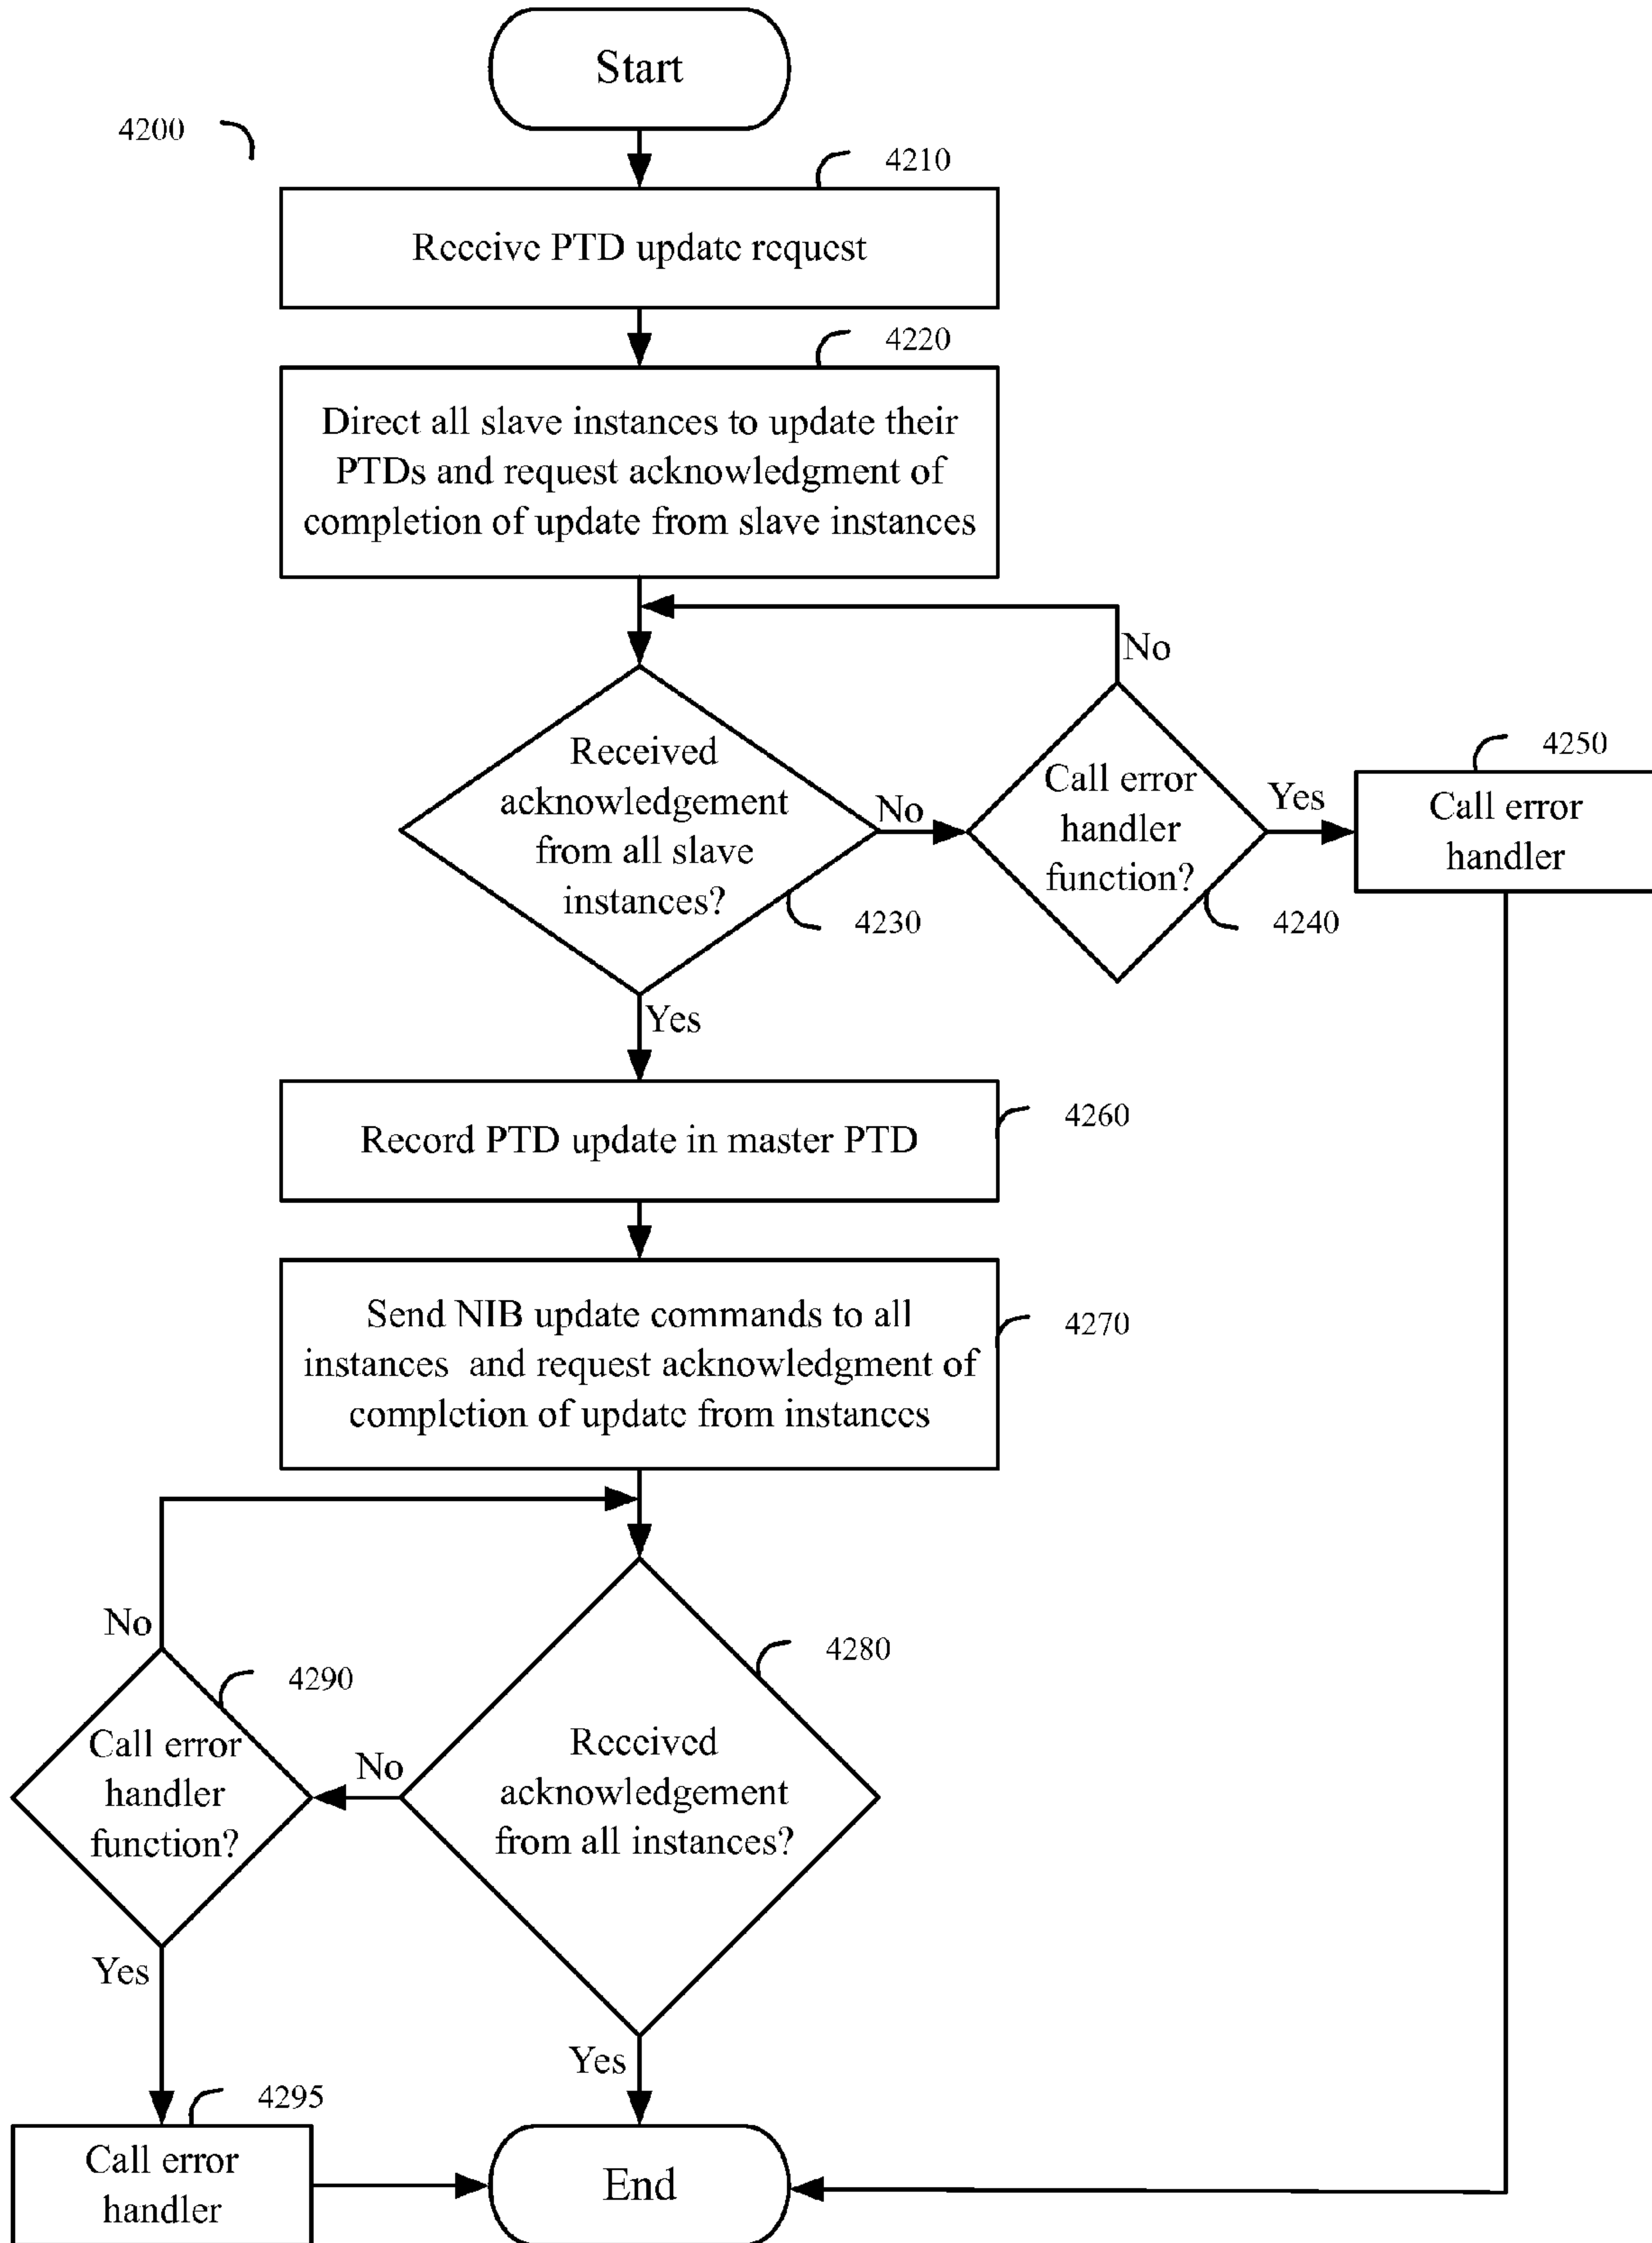 Start
4200
4210
Receive PTD update request
4220
Direct all slave instances to update their
PTDs and request acknowledgment of
completion of update from slave instances
No
Received
acknowledgement
from all slave
instances?
4230
No
Call error
handler
function?
4240
Yes
4250
Call error
handler
Yes
4260
Record PTD update in master PTD
4270
Send NIB update commands to all
instances and request acknowledgment of
completion of update from instances
No
4290
Call error
handler
function?
No
4280
Received
acknowledgement
from all instances?
Yes
Yes
4295
Call error
handler
End